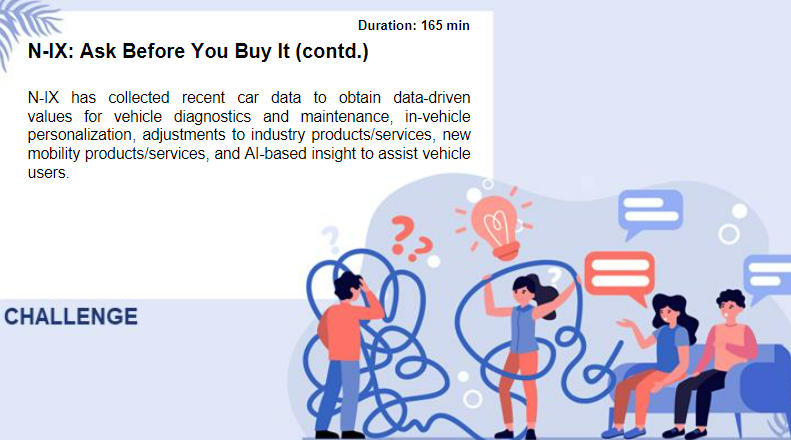 Duration: 165 min
N-IX: Ask Before You Buy It (contd.)
N-IX has collected recent car data to obtain data-driven
values for vehicle diagnostics and maintenance, in-vehicle
personalization, adjustments to industry products/services, new
mobility products/services, and AI-based insight to assist vehicle
users.
? ? ?
?
CHALLENGE